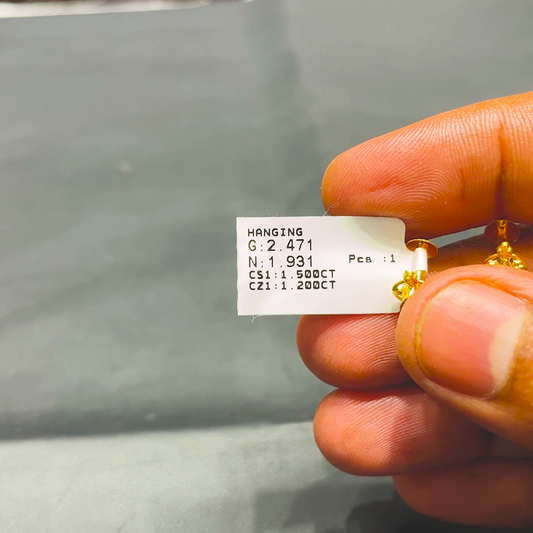 HANGING
G:2.471
N:1.931 Pcs :1
CS1:1.500CT
CZ1:1.200CT